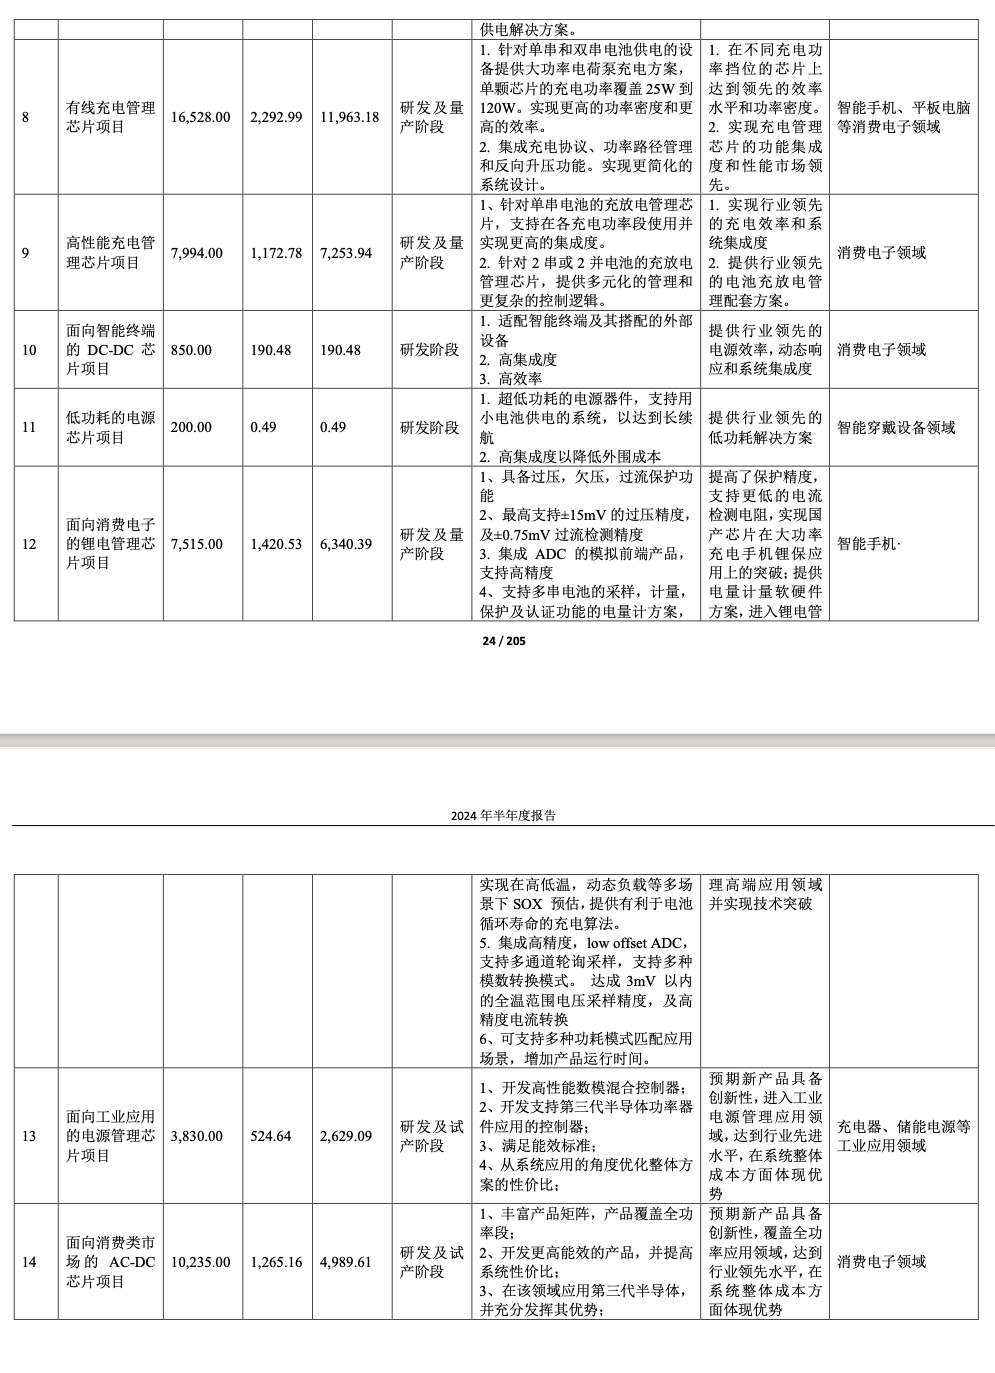 供电解决方案。
8
有线充电管理
芯片项目
16,528.00
2,292.99
11,963.18
研发及量
产阶段
1. 针对单串和双串电池供电的设
备提供大功率电荷泵充电方案，
单颗芯片的充电功率覆盖 25W 到
120W。实现更高的功率密度和更
高的效率。
2. 集成充电协议、功率路径管理
和反向升压功能。实现更简化的
系统设计。
1. 在不同充电功
率挡位的芯片上
达到领先的效率
水平和功率密度。
2. 实现充电管理
芯片的功能集成
度和性能市场领
先。
智能手机、平板电脑
等消费电子领域
9
高性能充电管
理芯片项目
7,994.00
1,172.78
7,253.94
研发及量
产阶段
1、针对单串电池的充放电管理芯
片，支持在各充电功率段使用并
实现更高的集成度。
2. 针对 2 串或 2 并电池的充放电
管理芯片，提供多元化的管理和
更复杂的控制逻辑。
1. 实现行业领先
的充电效率和系
统集成度
2. 提供行业领先
的电池充放电管
理配套方案。
消费电子领域
10
面向智能终端
的 DC-DC 芯
片项目
850.00
190.48
190.48
研发阶段
1. 适配智能终端及其搭配的外部
设备
2. 高集成度
3. 高效率
提供行业领先的
电源效率，动态响
应和系统集成度
消费电子领域
11
低功耗的电源
芯片项目
200.00
0.49
0.49
研发阶段
1. 超低功耗的电源器件，支持用
小电池供电的系统，以达到长续
航
2. 高集成度以降低外围成本
提供行业领先的
低功耗解决方案
智能穿戴设备领域
12
面向消费电子
的锂电管理芯
片项目
7,515.00
1,420.53
6,340.39
研发及量
产阶段
1、具备过压，欠压，过流保护功
能
2、最高支持±15mV 的过压精度，
及±0.75mV 过流检测精度
3. 集成 ADC 的模拟前端产品，
支持高精度
4、支持多串电池的采样，计量，
保护及认证功能的电量计方案，
提高了保护精度，
支持更低的电流
检测电阻，实现国
产芯片在大功率
充电手机锂保应
用上的突破；提供
电量计量软硬件
方案，进入锂电管
智能手机·
24 / 205
2024 年半年度报告
实现在高低温，动态负载等多场
景下 SOX 预估，提供有利于电池
循环寿命的充电算法。
5. 集成高精度，low offset ADC，
支持多通道轮询采样，支持多种
模数转换模式。 达成 3mV 以内
的全温范围电压采样精度，及高
精度电流转换
6、可支持多种功耗模式匹配应用
场景，增加产品运行时间。
理高端应用领域
并实现技术突破
13
面向工业应用
的电源管理芯
片项目
3,830.00
524.64
2,629.09
研发及试
产阶段
1、开发高性能数模混合控制器；
2、开发支持第三代半导体功率器
件应用的控制器；
3、满足能效标准；
4、从系统应用的角度优化整体方
案的性价比；
预期新产品具备
创新性，进入工业
电源管理应用领
域，达到行业先进
水平，在系统整体
成本方面体现优
势
充电器、储能电源等
工业应用领域
14
面向消费类市
场的 AC-DC
芯片项目
10,235.00
1,265.16
4,989.61
研发及试
产阶段
1、丰富产品矩阵，产品覆盖全功
率段；
2、开发更高能效的产品，并提高
系统性价比；
3、在该领域应用第三代半导体，
并充分发挥其优势；
预期新产品具备
创新性，覆盖全功
率应用领域，达到
行业领先水平，在
系统整体成本方
面体现优势
消费电子领域